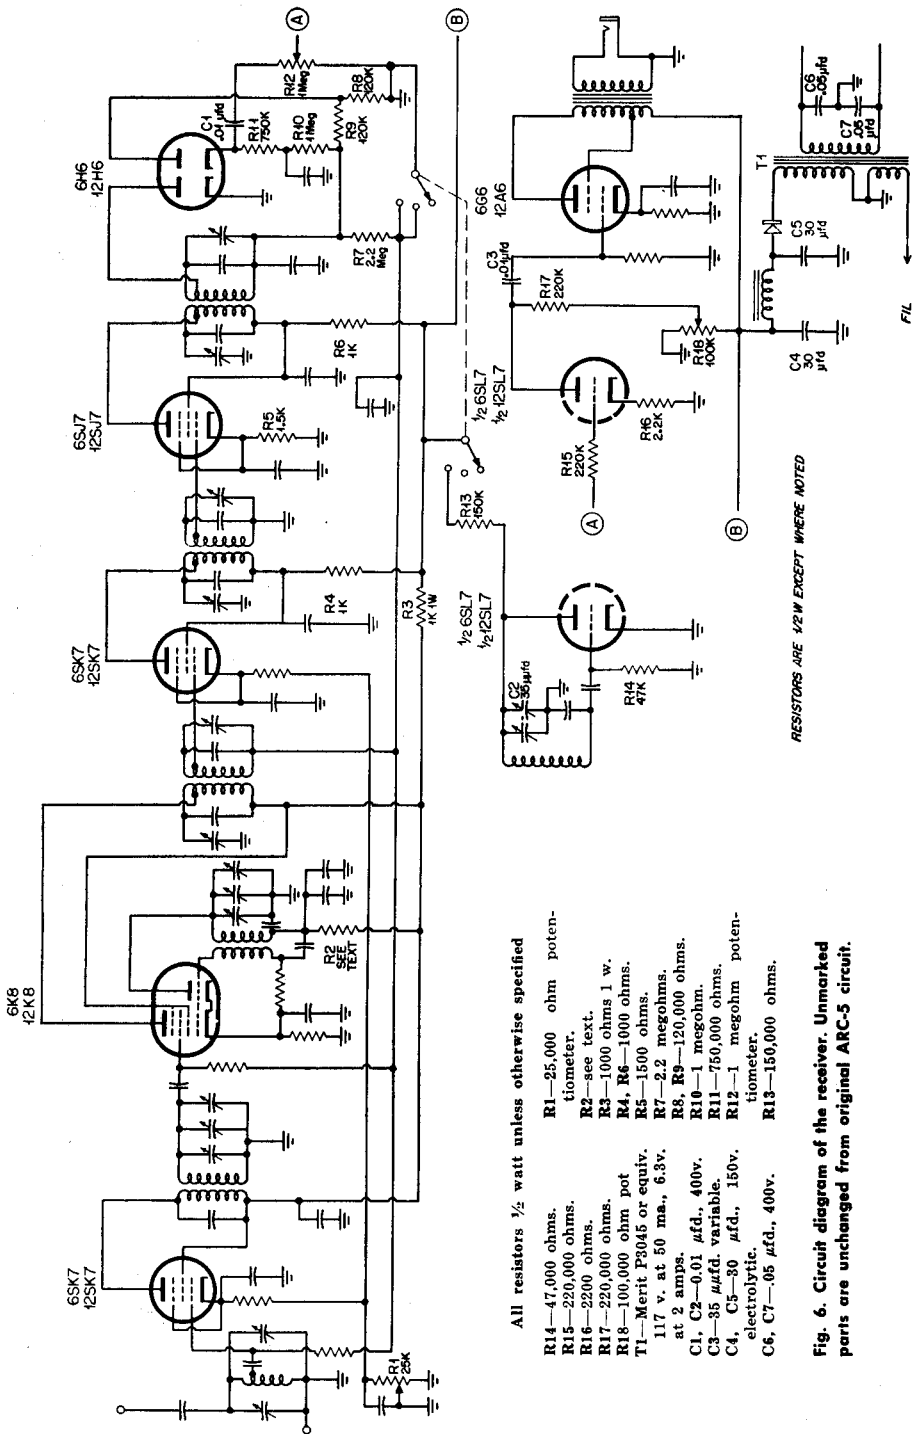 6SK7
12SK7
6K8
12K8
6SK7
12SK7
6SJ7
12SJ7
6H6
12H6
R1
25K
R2
SEE
TEXT
R4
1K
R3
1K 1W
R5
1.5K
R6
1K
R7
2.2
Meg
C1
.01 µfd
R11
750K
R10
1Meg
R9
120K
R12
1Meg
R8
120K
A
B
R13
150K
½ 6SL7
½ 12SL7
C2
35µµfd
R14
47K
½ 6SL7
½ 12SL7
A
R15
220K
R16
2.2K
R17
220K
C3
.01µfd
R18
100K
6G6
12A6
B
C4
30
µfd
C5
30
µfd
T1
C6
.05µfd
C7
.05
µfd
FIL
RESISTORS ARE 1/2 W EXCEPT WHERE NOTED
All resistors ½ watt unless otherwise specified
R14—47,000 ohms.
R15—220,000 ohms.
R16—2200 ohms.
R17—220,000 ohms.
R18—100,000 ohm pot
T1—Merit P3045 or equiv.
117 v. at 50 ma., 6.3v.
at 2 amps.
C1, C2—0.01 µfd., 400v.
C3—35 µµfd. variable.
C4, C5—30 µfd., 150v.
electrolytic.
C6, C7—.05 µfd., 400v.
R1—25,000 ohm poten-
tiometer.
R2—see text.
R3—1000 ohms 1 w.
R4, R6—1000 ohms.
R5—1500 ohms.
R7—2.2 megohms.
R8, R9—120,000 ohms.
R10—1 megohm.
R11—750,000 ohms.
R12—1 megohm poten-
tiometer.
R13—150,000 ohms.
Fig. 6. Circuit diagram of the receiver. Unmarked
parts are unchanged from original ARC-5 circuit.